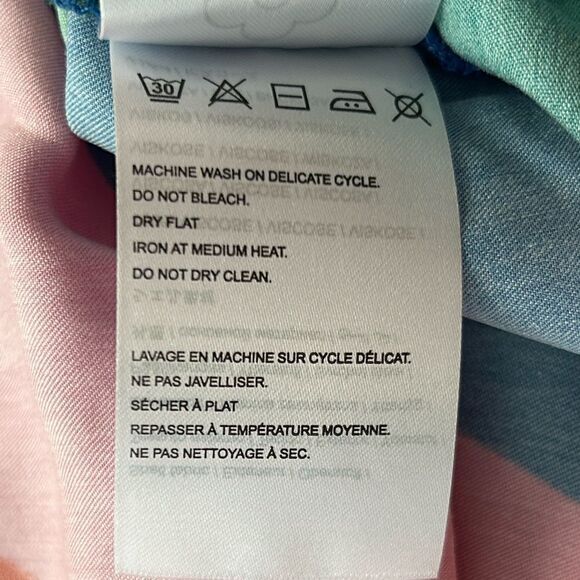 30
MACHINE WASH ON DELICATE CYCLE.
DO NOT BLEACH.
DRY FLAT
IRON AT MEDIUM HEAT.
DO NOT DRY CLEAN.
LAVAGE EN MACHINE SUR CYCLE DÉLICAT.
NE PAS JAVELLISER.
SÉCHER À PLAT
REPASSER À TEMPÉRATURE MOYENNE.
NE PAS NETTOYAGE À SEC.